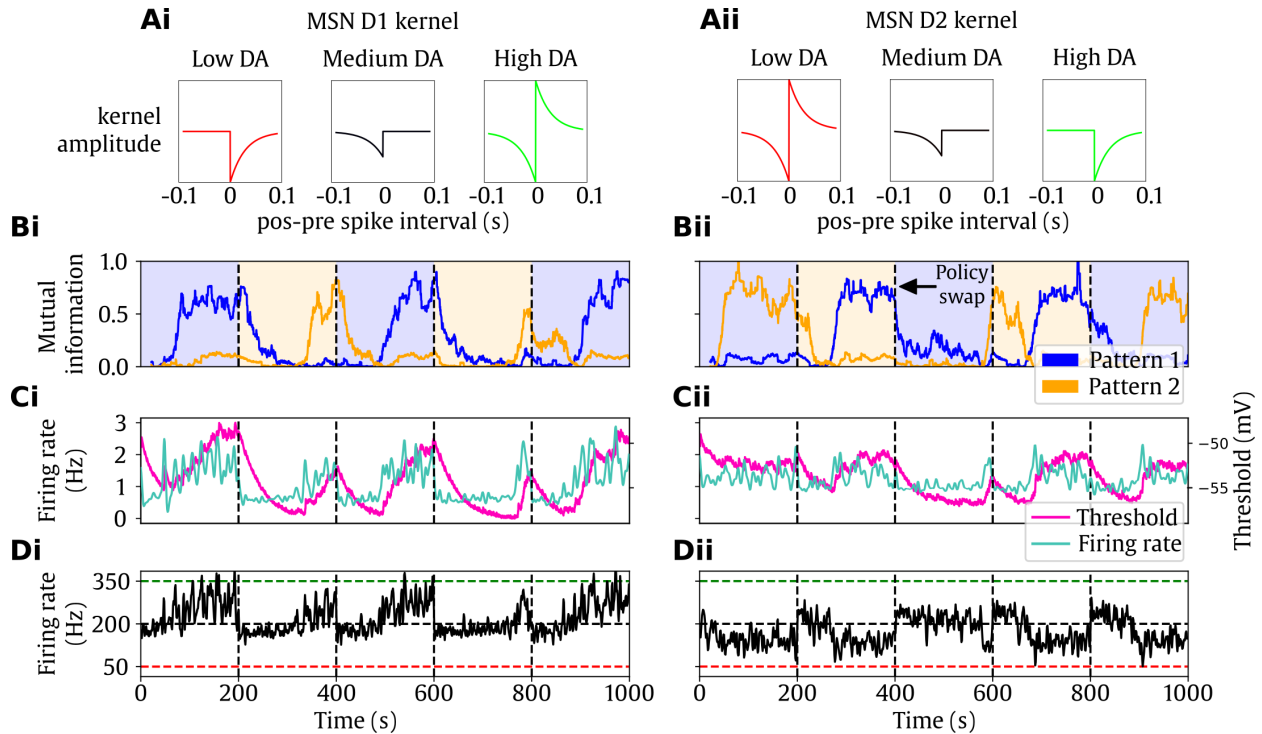 Ai MSN D1 kernel
Low DA Medium DA High DA
kernel
amplitude
-0.1 0 0.1 -0.1 0 0.1 -0.1 0 0.1
pos-pre spike interval (s)
Aii MSN D2 kernel
Low DA Medium DA High DA
-0.1 0 0.1 -0.1 0 0.1 -0.1 0 0.1
pos-pre spike interval (s)
Bi
Mutual
information
1.0
0.5
0.0
Bii
Policy
swap
Pattern 1
Pattern 2
Ci
Firing rate
(Hz)
3
2
1
0
Cii
−50
−55
Threshold (mV)
Threshold
Firing rate
Di
Firing rate
(Hz)
350
200
50
0 200 400 600 800 1000
Time (s)
Dii
0 200 400 600 800 1000
Time (s)